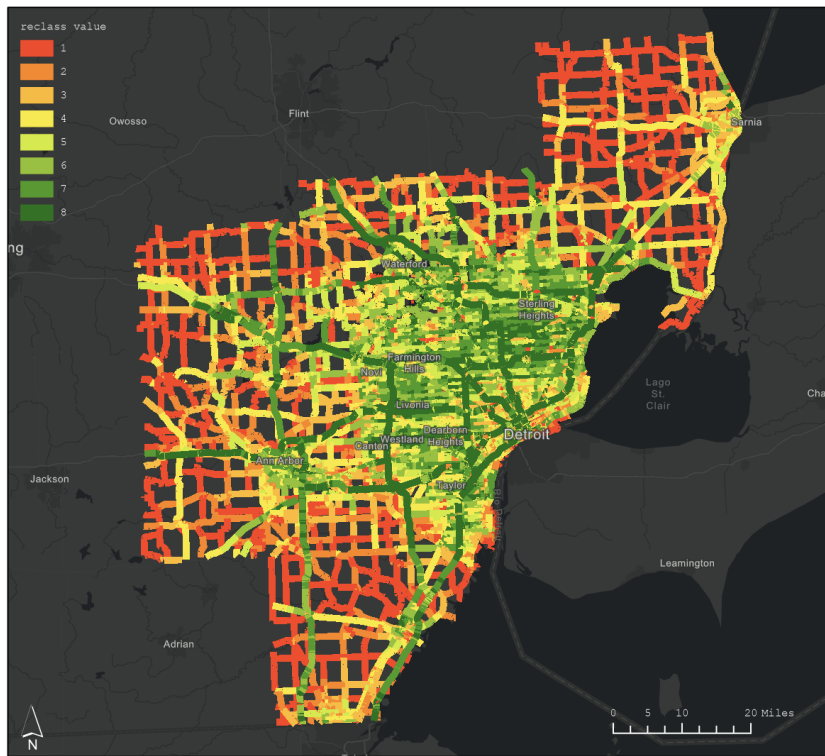 reclass value
1
2
3
4
5
6
7
8
Owosso
Flint
Sarnia
ng
Waterford
Sterling
Heights
Farmington
Hills
Novi
Lago
St.
Clair
Cha
Livonia
Detroit
Dearborn
Heights
Westland
Canton
Ann Arbor
Jackson
Taylor
Leamington
Adrian
N
0 5 10 20 Miles